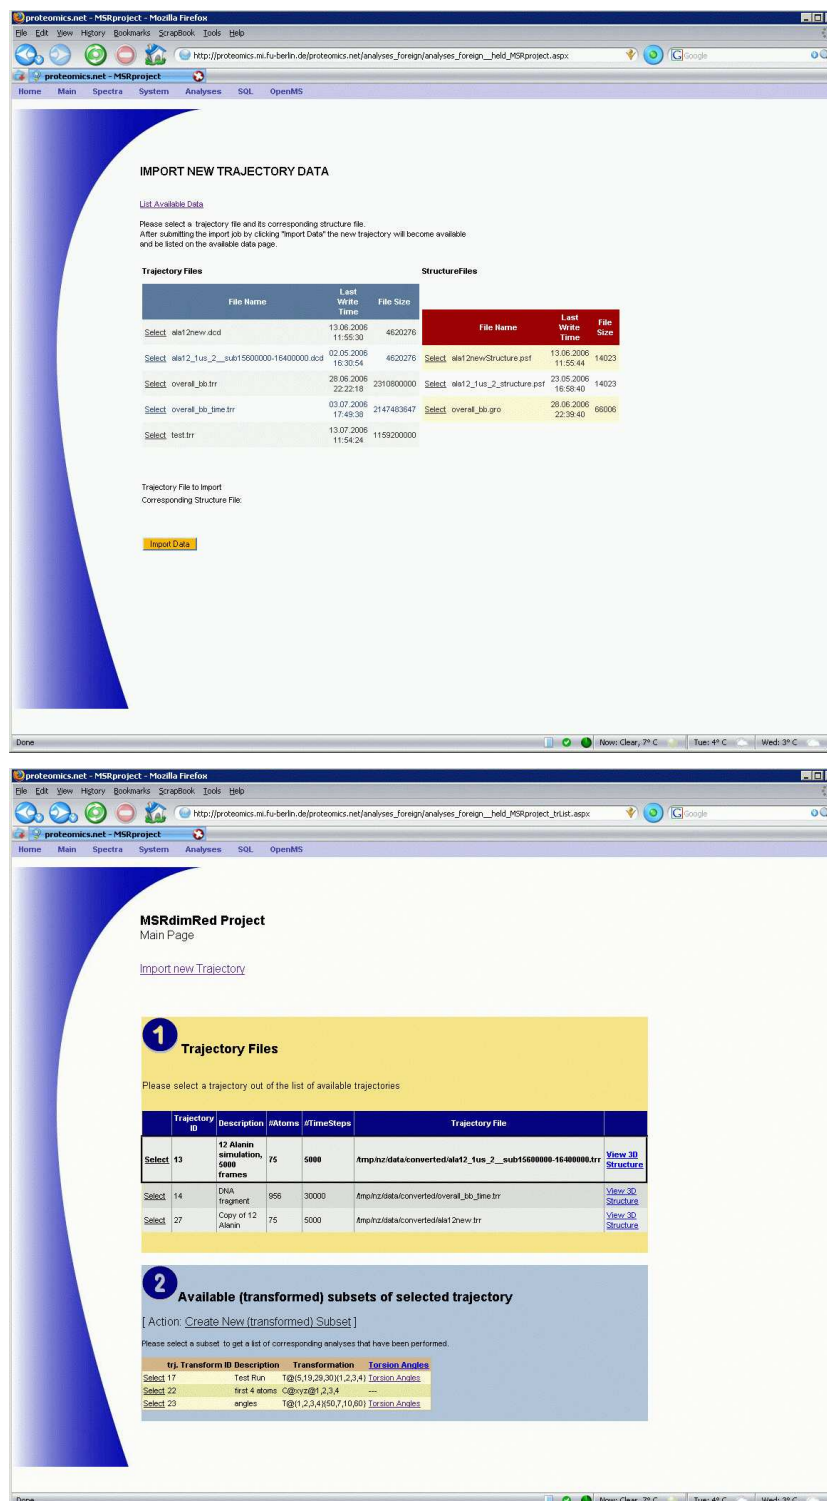 proteomics.net - MSRproject - Mozilla Firefox
File Edit View History Bookmarks ScrapBook Tools Help
http://proteomics.mi.fu-berlin.de/proteomics.net/analyses_foreign/analyses_foreign__held_MSRproject.aspx
Google
proteomics.net - MSRproject
Home Main Spectra System Analyses SQL OpenMS
IMPORT NEW TRAJECTORY DATA
List Available Data
Please select a trajectory file and its corresponding structure file.
After submitting the import job by clicking "Import Data" the new trajectory will become available
and be listed on the available data page.
Trajectory Files StructureFiles
File Name Last Write Time File Size
Select ala12new.dcd 13.06.2006 11:55:30 4620276
Select ala12_1us_2__sub15600000-16400000.dcd 02.05.2006 16:30:54 4620276
Select overall_bb.trr 28.06.2006 22:22:18 2310800000
Select overall_bb_time.trr 03.07.2006 17:49:38 2147483647
Select test.trr 13.07.2006 11:54:24 1159200000
File Name Last Write Time File Size
Select ala12newStructure.psf 13.06.2006 11:55:44 14023
Select ala12_1us_2_structure.psf 23.05.2006 16:58:40 14023
Select overall_bb.gro 28.06.2006 22:39:40 66006
Trajectory File to Import
Corresponding Structure File:
Import Data
Done Now: Clear, 7° C Tue: 4° C Wed: 3° C
proteomics.net - MSRproject - Mozilla Firefox
File Edit View History Bookmarks ScrapBook Tools Help
http://proteomics.mi.fu-berlin.de/proteomics.net/analyses_foreign/analyses_foreign__held_MSRproject_trList.aspx
Google
proteomics.net - MSRproject
Home Main Spectra System Analyses SQL OpenMS
MSRdimRed Project
Main Page
Import new Trajectory
1 Trajectory Files
Please select a trajectory out of the list of available trajectories
Trajectory ID Description #Atoms #TimeSteps Trajectory File
Select 13 12 Alanin simulation, 5000 frames 75 5000 /tmp/nz/data/converted/ala12_1us_2__sub15600000-16400000.trr View 3D Structure
Select 14 DNA fragment 956 30000 /tmp/nz/data/converted/overall_bb_time.trr View 3D Structure
Select 27 Copy of 12 Alanin 75 5000 /tmp/nz/data/converted/ala12new.trr View 3D Structure
2 Available (transformed) subsets of selected trajectory
[ Action: Create New (transformed) Subset ]
Please select a subset to get a list of corresponding analyses that have been performed.
trj. Transform ID Description Transformation Torsion Angles
Select 17 Test Run T@(5,19,29,30)(1,2,3,4) Torsion Angles
Select 22 first 4 atoms C@xyz@1,2,3,4 ---
Select 23 angles T@(1,2,3,4)(50,7,10,60) Torsion Angles
Done Now: Clear, 7° C Tue: 4° C Wed: 3° C